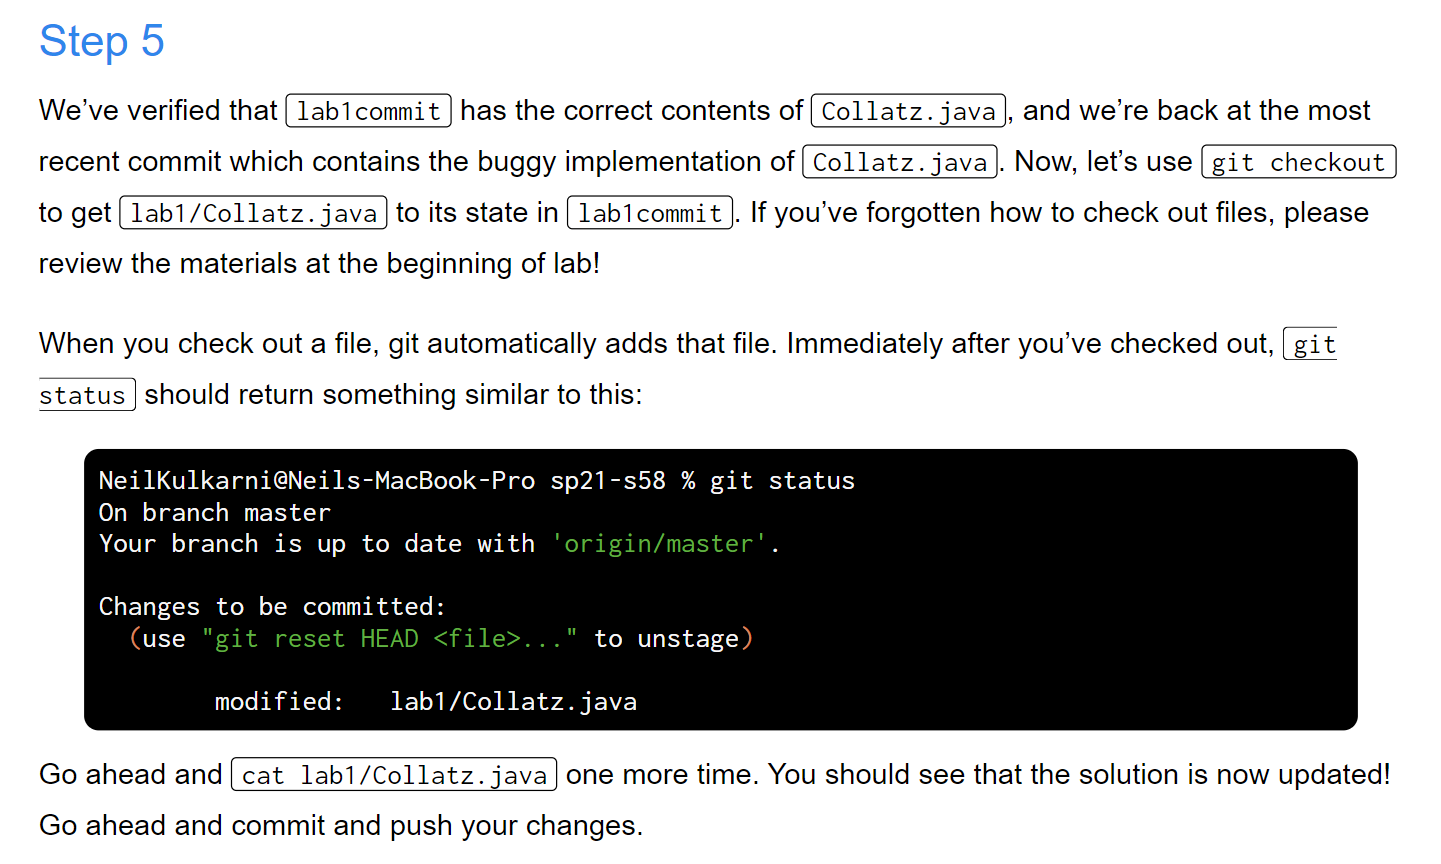 Step 5
We’ve verified that lab1commit has the correct contents of Collatz.java, and we’re back at the most
recent commit which contains the buggy implementation of Collatz.java. Now, let’s use git checkout
to get lab1/Collatz.java to its state in lab1commit. If you’ve forgotten how to check out files, please
review the materials at the beginning of lab!
When you check out a file, git automatically adds that file. Immediately after you’ve checked out, git
status should return something similar to this:
NeilKulkarni@Neils-MacBook-Pro sp21-s58 % git status
On branch master
Your branch is up to date with 'origin/master'.
Changes to be committed:
(use "git reset HEAD <file>..." to unstage)
modified:   lab1/Collatz.java
Go ahead and cat lab1/Collatz.java one more time. You should see that the solution is now updated!
Go ahead and commit and push your changes.